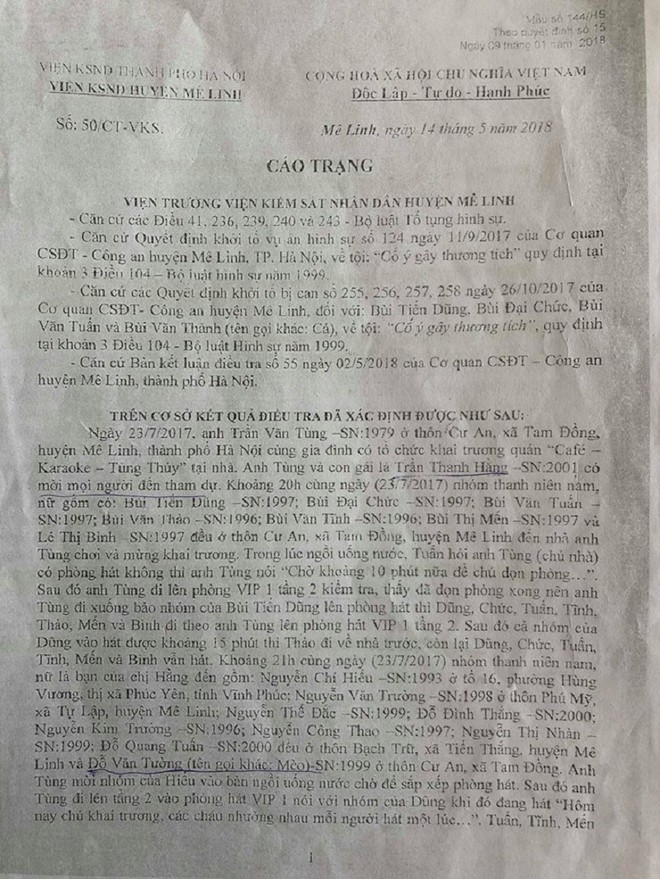 Mẫu số 144/HS
Theo quyết định số 15
Ngày 09 tháng 01 năm 2018
VIỆN KSND THÀNH PHỐ HÀ NỘI
VIỆN KSND HUYỆN MÊ LINH
CỘNG HOÀ XÃ HỘI CHỦ NGHĨA VIỆT NAM
Độc Lập - Tự do - Hạnh Phúc
Số: 50/CT-VKS.
Mê Linh, ngày 14 tháng 5 năm 2018
CÁO TRẠNG
VIỆN TRƯỞNG VIỆN KIỂM SÁT NHÂN DÂN HUYỆN MÊ LINH
- Căn cứ các Điều 41, 236, 239, 240 và 243 - Bộ luật Tố tụng hình sự.
- Căn cứ Quyết định khởi tố vụ án hình sự số 124 ngày 11/9/2017 của Cơ quan
CSĐT - Công an huyện Mê Linh, TP. Hà Nội, về tội: “Cố ý gây thương tích” quy định tại
khoản 3 Điều 104 – Bộ luật hình sự năm 1999.
- Căn cứ các Quyết định khởi tố bị can số 255, 256, 257, 258 ngày 26/10/2017 của
Cơ quan CSĐT- Công an huyện Mê Linh, đối với: Bùi Tiến Dũng, Bùi Đại Chức, Bùi
Văn Tuấn và Bùi Văn Thành (tên gọi khác: Cá), về tội: “Cố ý gây thương tích”, quy định
tại khoản 3 Điều 104 - Bộ luật Hình sự năm 1999.
- Căn cứ Bản kết luận điều tra số 55 ngày 02/5/2018 của Cơ quan CSĐT – Công an
huyện Mê Linh, thành phố Hà Nội.
TRÊN CƠ SỞ KẾT QUẢ ĐIỀU TRA ĐÃ XÁC ĐỊNH ĐƯỢC NHƯ SAU:
Ngày 23/7/2017, anh Trần Văn Tùng –SN:1979 ở thôn Cư An, xã Tam Đồng,
huyện Mê Linh, thành phố Hà Nội cùng gia đình có tổ chức khai trương quán “Café –
Karaoke – Tùng Thủy” tại nhà. Anh Tùng và con gái là Trần Thanh Hằng –SN:2001 có
mời mọi người đến tham dự. Khoảng 20h cùng ngày (23/7/2017) nhóm thanh niên nam,
nữ gồm có: Bùi Tiến Dũng –SN:1997; Bùi Đại Chức –SN:1997; Bùi Văn Tuấn –
SN:1997; Bùi Văn Thảo –SN:1996; Bùi Văn Tĩnh –SN:1996; Bùi Thị Mến –SN:1997 và
Lê Thị Bình –SN:1997 đều ở thôn Cư An, xã Tam Đồng, huyện Mê Linh đến nhà anh
Tùng chơi và mừng khai trương. Trong lúc ngồi uống nước, Tuấn hỏi anh Tùng (chủ nhà)
có phòng hát không thì anh Tùng nói “Chờ khoảng 10 phút nữa để chú dọn phòng…”.
Sau đó anh Tùng đi lên phòng VIP 1 tầng 2 kiểm tra, thấy đã dọn phòng xong nên anh
Tùng đi xuống bảo nhóm của Bùi Tiến Dũng lên phòng hát thì Dũng, Chức, Tuấn, Tĩnh,
Thảo, Mến và Bình đi theo anh Tùng lên phòng hát VIP 1 tầng 2. Sau đó cả nhóm của
Dũng vào hát được khoảng 15 phút thì Thảo đi về nhà trước, còn lại Dũng, Chức, Tuấn,
Tĩnh, Mến và Bình vẫn hát. Khoảng 21h cùng ngày (23/7/2017) nhóm thanh niên nam,
nữ là bạn của chị Hằng đến gồm: Nguyễn Chí Hiếu –SN:1993 ở tổ 16, phường Hùng
Vương, thị xã Phúc Yên, tỉnh Vĩnh Phúc; Nguyễn Văn Trường –SN:1998 ở thôn Phú Mỹ,
xã Tự Lập, huyện Mê Linh; Nguyễn Thế Đắc –SN:1999; Đỗ Đình Thắng –SN:2000;
Nguyễn Kim Trường –SN:1996; Nguyễn Công Thao –SN:1997; Nguyễn Thị Nhàn –
SN:1999; Đỗ Quang Tuấn –SN:2000 đều ở thôn Bạch Trữ, xã Tiến Thắng, huyện Mê
Linh và Đỗ Văn Tưởng (tên gọi khác: Mèo)-SN:1999 ở thôn Cư An, xã Tam Đồng. Anh
Tùng mời nhóm của Hiếu vào bàn ngồi uống nước chờ để sắp xếp phòng hát. Sau đó anh
Tùng đi lên tầng 2 vào phòng hát VIP 1 nói với nhóm của Dũng khi đó đang hát “Hôm
nay chú khai trương, các cháu nhường nhau mỗi người hát một lúc…”. Tuấn, Tĩnh, Mến
1